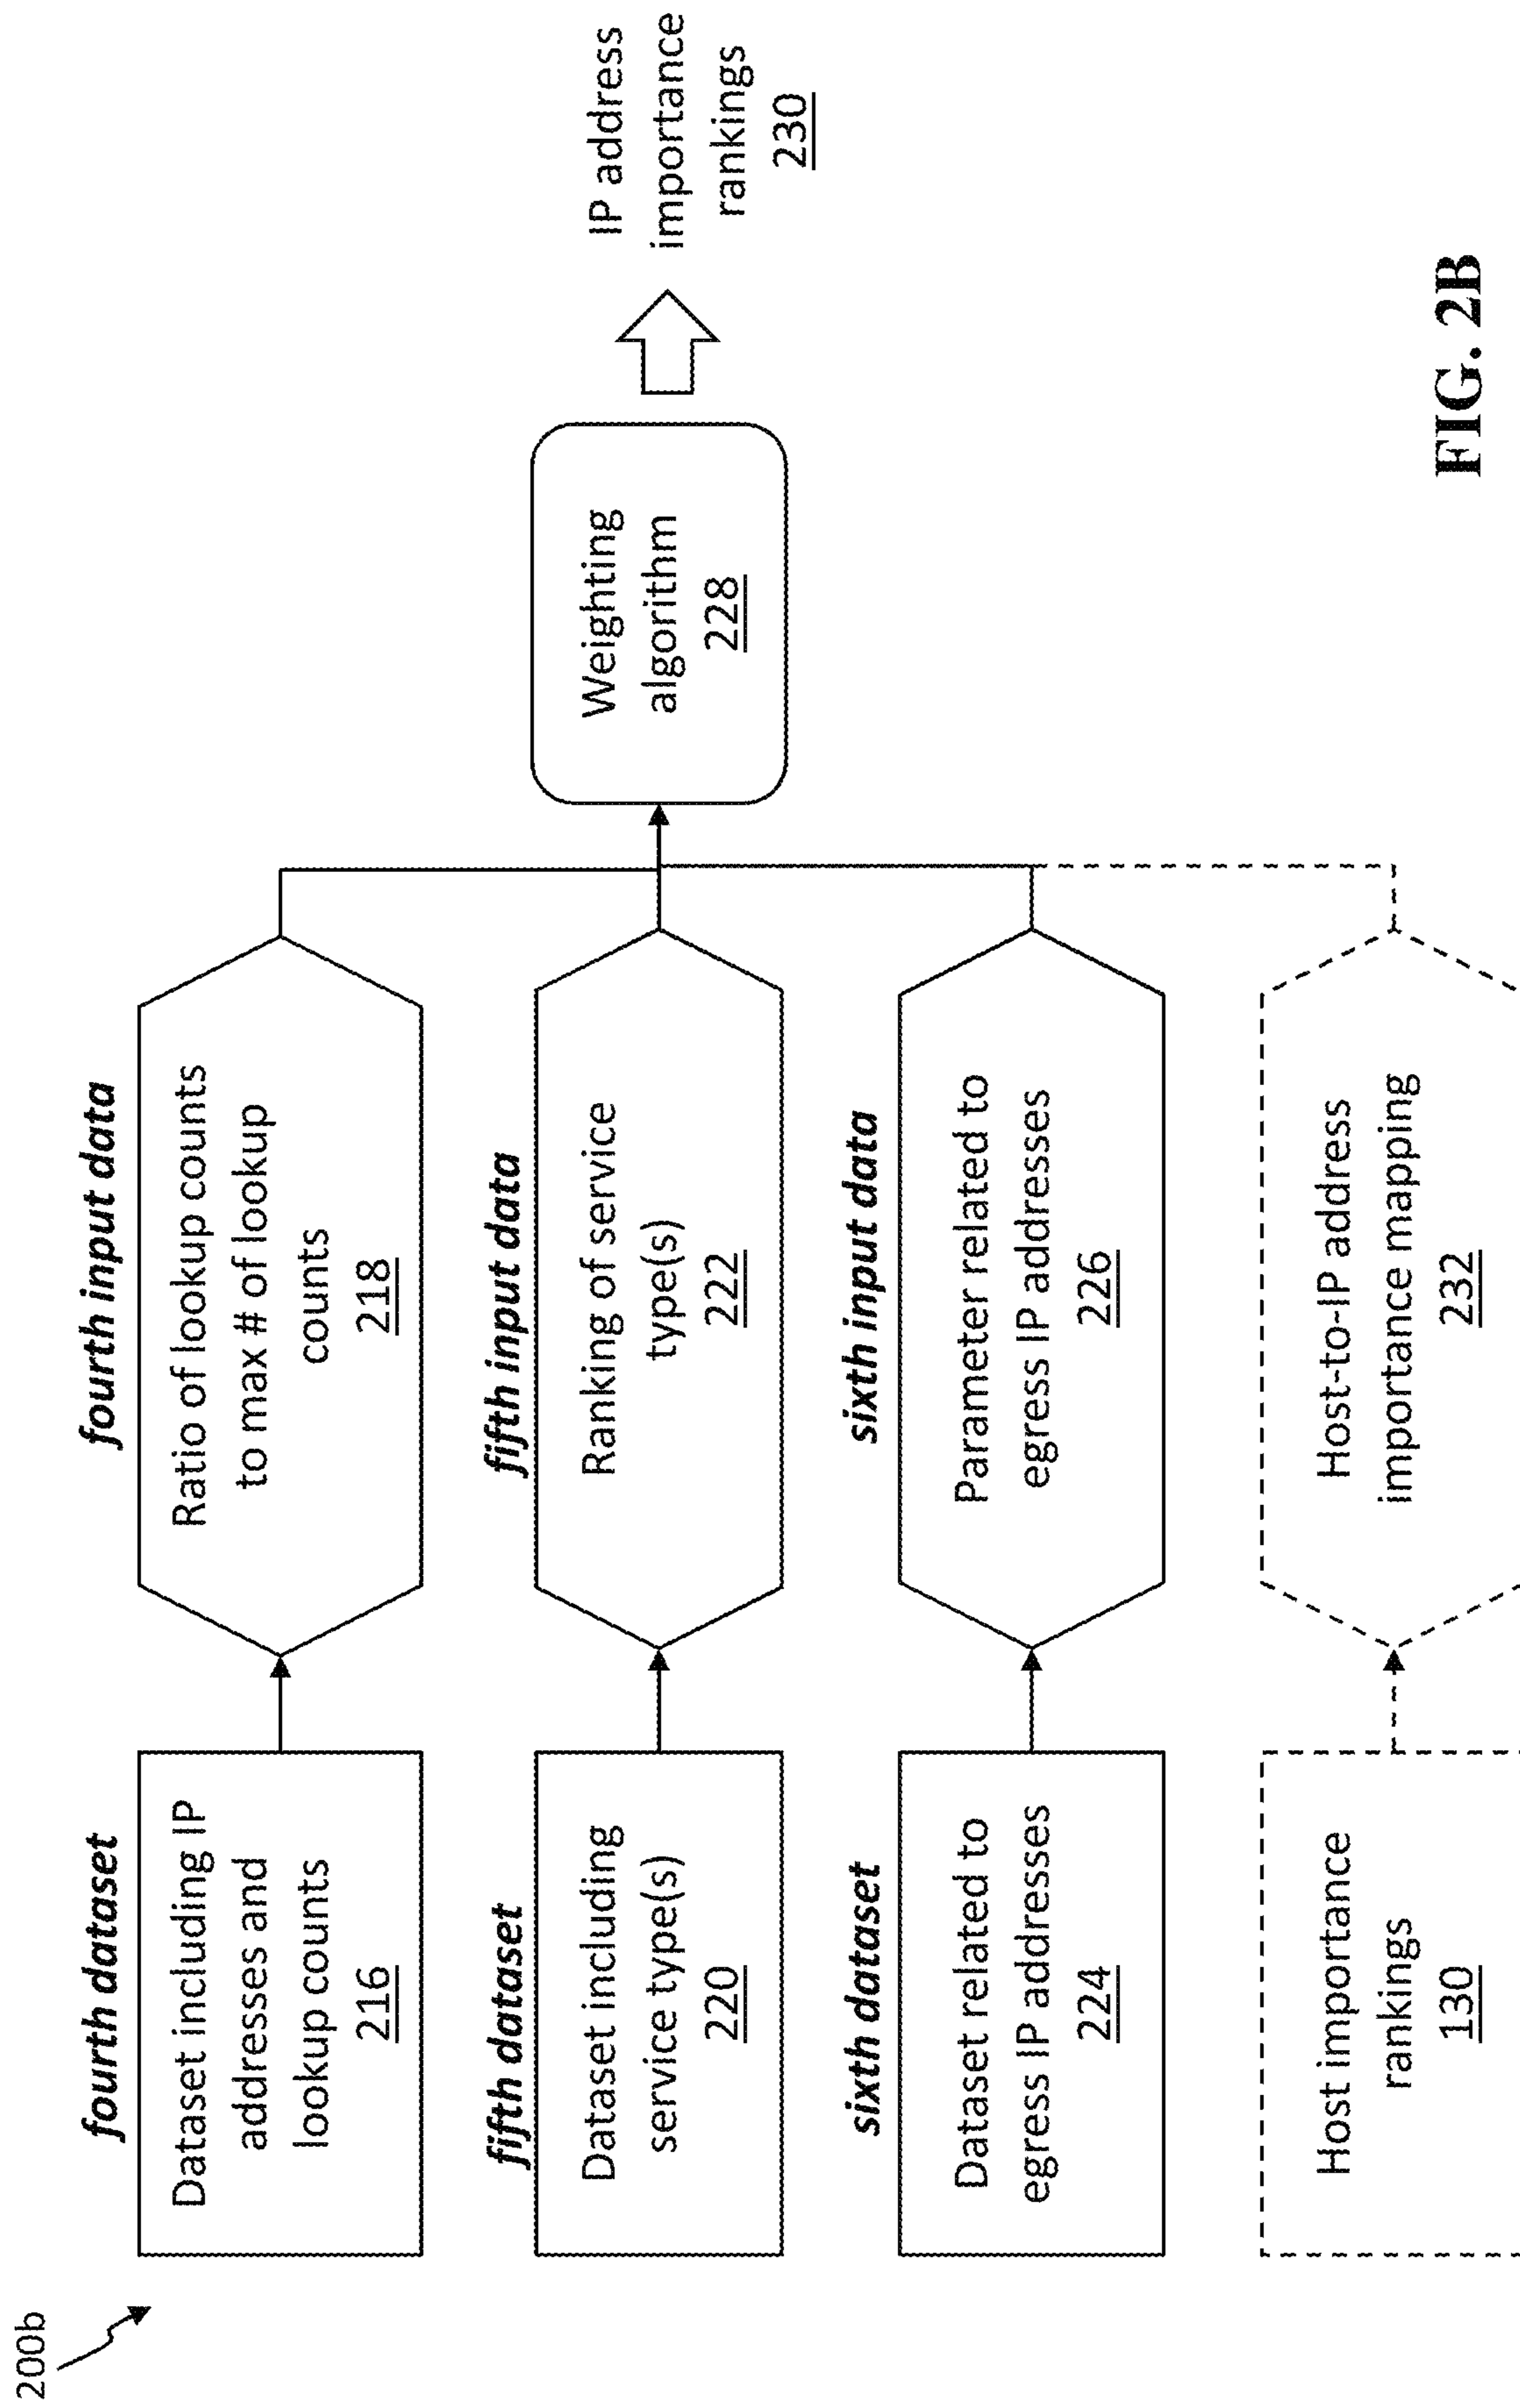 200b
fourth dataset
Dataset including IP
addresses and
lookup counts
216
fourth input data
Ratio of lookup counts
to max # of lookup
counts
218
fifth dataset
Dataset including
service type(s)
220
fifth input data
Ranking of service
type(s)
222
sixth dataset
Dataset related to
egress IP addresses
224
sixth input data
Parameter related to
egress IP addresses
226
Host importance
rankings
130
Host-to-IP address
importance mapping
232
Weighting
algorithm
228
IP address
importance
rankings
230
FIG. 2B